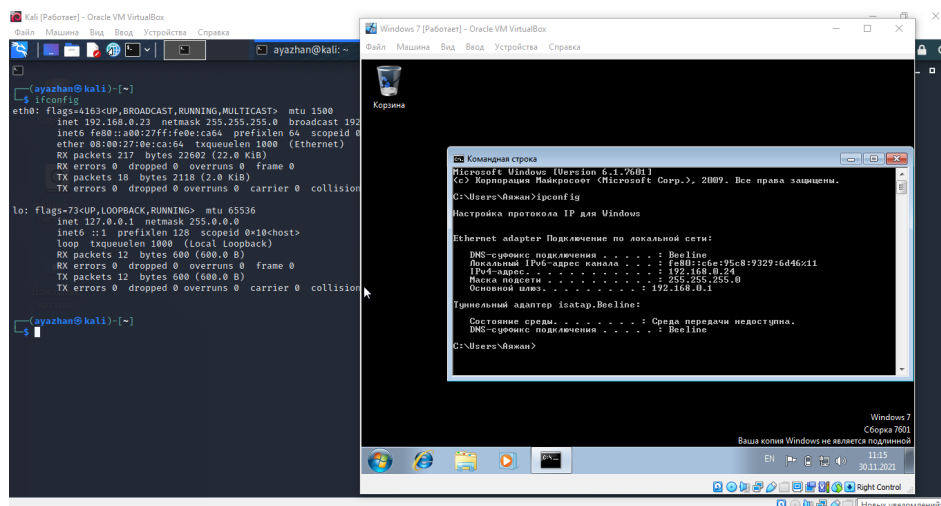 Kali [Работает] - Oracle VM VirtualBox
Файл Машина Вид Ввод Устройства Справка
ayazhan@kali: ~
(ayazhan㉿kali)-[~]
$ ifconfig
eth0: flags=4163<UP,BROADCAST,RUNNING,MULTICAST> mtu 1500
inet 192.168.0.23 netmask 255.255.255.0 broadcast 192
inet6 fe80::a00:27ff:fe0e:ca64 prefixlen 64 scopeid 0
ether 08:00:27:0e:ca:64 txqueuelen 1000 (Ethernet)
RX packets 217 bytes 22602 (22.0 KiB)
RX errors 0 dropped 0 overruns 0 frame 0
TX packets 18 bytes 2118 (2.0 KiB)
TX errors 0 dropped 0 overruns 0 carrier 0 collision
lo: flags=73<UP,LOOPBACK,RUNNING> mtu 65536
inet 127.0.0.1 netmask 255.0.0.0
inet6 ::1 prefixlen 128 scopeid 0×10<host>
loop txqueuelen 1000 (Local Loopback)
RX packets 12 bytes 600 (600.0 B)
RX errors 0 dropped 0 overruns 0 frame 0
TX packets 12 bytes 600 (600.0 B)
TX errors 0 dropped 0 overruns 0 carrier 0 collision
(ayazhan㉿kali)-[~]
$
Windows 7 [Работает] - Oracle VM VirtualBox
Файл Машина Вид Ввод Устройства Справка
Корзина
Командная строка
Microsoft Windows [Version 6.1.7601]
(c) Корпорация Майкрософт (Microsoft Corp.), 2009. Все права защищены.
C:\Users\Аяжан>ipconfig
Настройка протокола IP для Windows
Ethernet adapter Подключение по локальной сети:
DNS-суффикс подключения . . . . . : Beeline
Локальный IPv6-адрес канала . . . : fe80::c6e:95c8:9329:6d46%11
IPv4-адрес. . . . . . . . . . . . : 192.168.0.24
Маска подсети . . . . . . . . . . : 255.255.255.0
Основной шлюз. . . . . . . . . : 192.168.0.1
Туннельный адаптер isatap.Beeline:
Состояние среды. . . . . . . . : Среда передачи недоступна.
DNS-суффикс подключения . . . . . : Beeline
C:\Users\Аяжан>
Windows 7
Сборка 7601
Ваша копия Windows не является подлинной
EN
11:15
30.11.2021
Right Control
Новых уведомлений